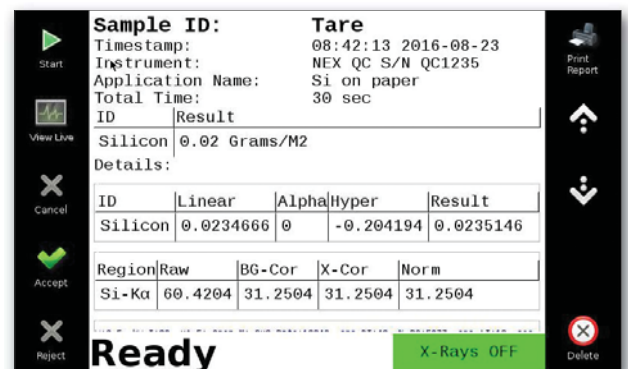 Sample ID: Tare
Timestamp: 08:42:13 2016-08-23
Instrument: NEX QC S/N QC1235
Application Name: Si on paper
Total Time: 30 sec
ID Result
Silicon 0.02 Grams/M2
Details:
ID Linear Alpha Hyper Result
Silicon 0.0234666 0 -0.204194 0.0235146
Region Raw BG-Cor X-Cor Norm
Si-Kα 60.4204 31.2504 31.2504 31.2504
Ready
X-Rays OFF
Start
View Live
Cancel
Accept
Reject
Print
Report
Delete